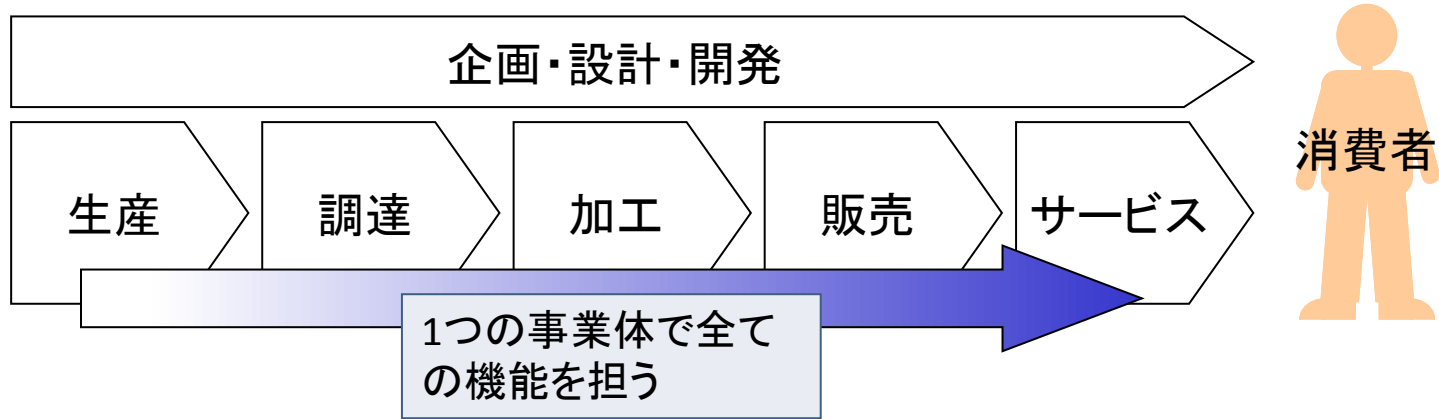 企画・設計・開発
消費者
生産
調達
加工
販売
サービス
1つの事業体で全て
の機能を担う